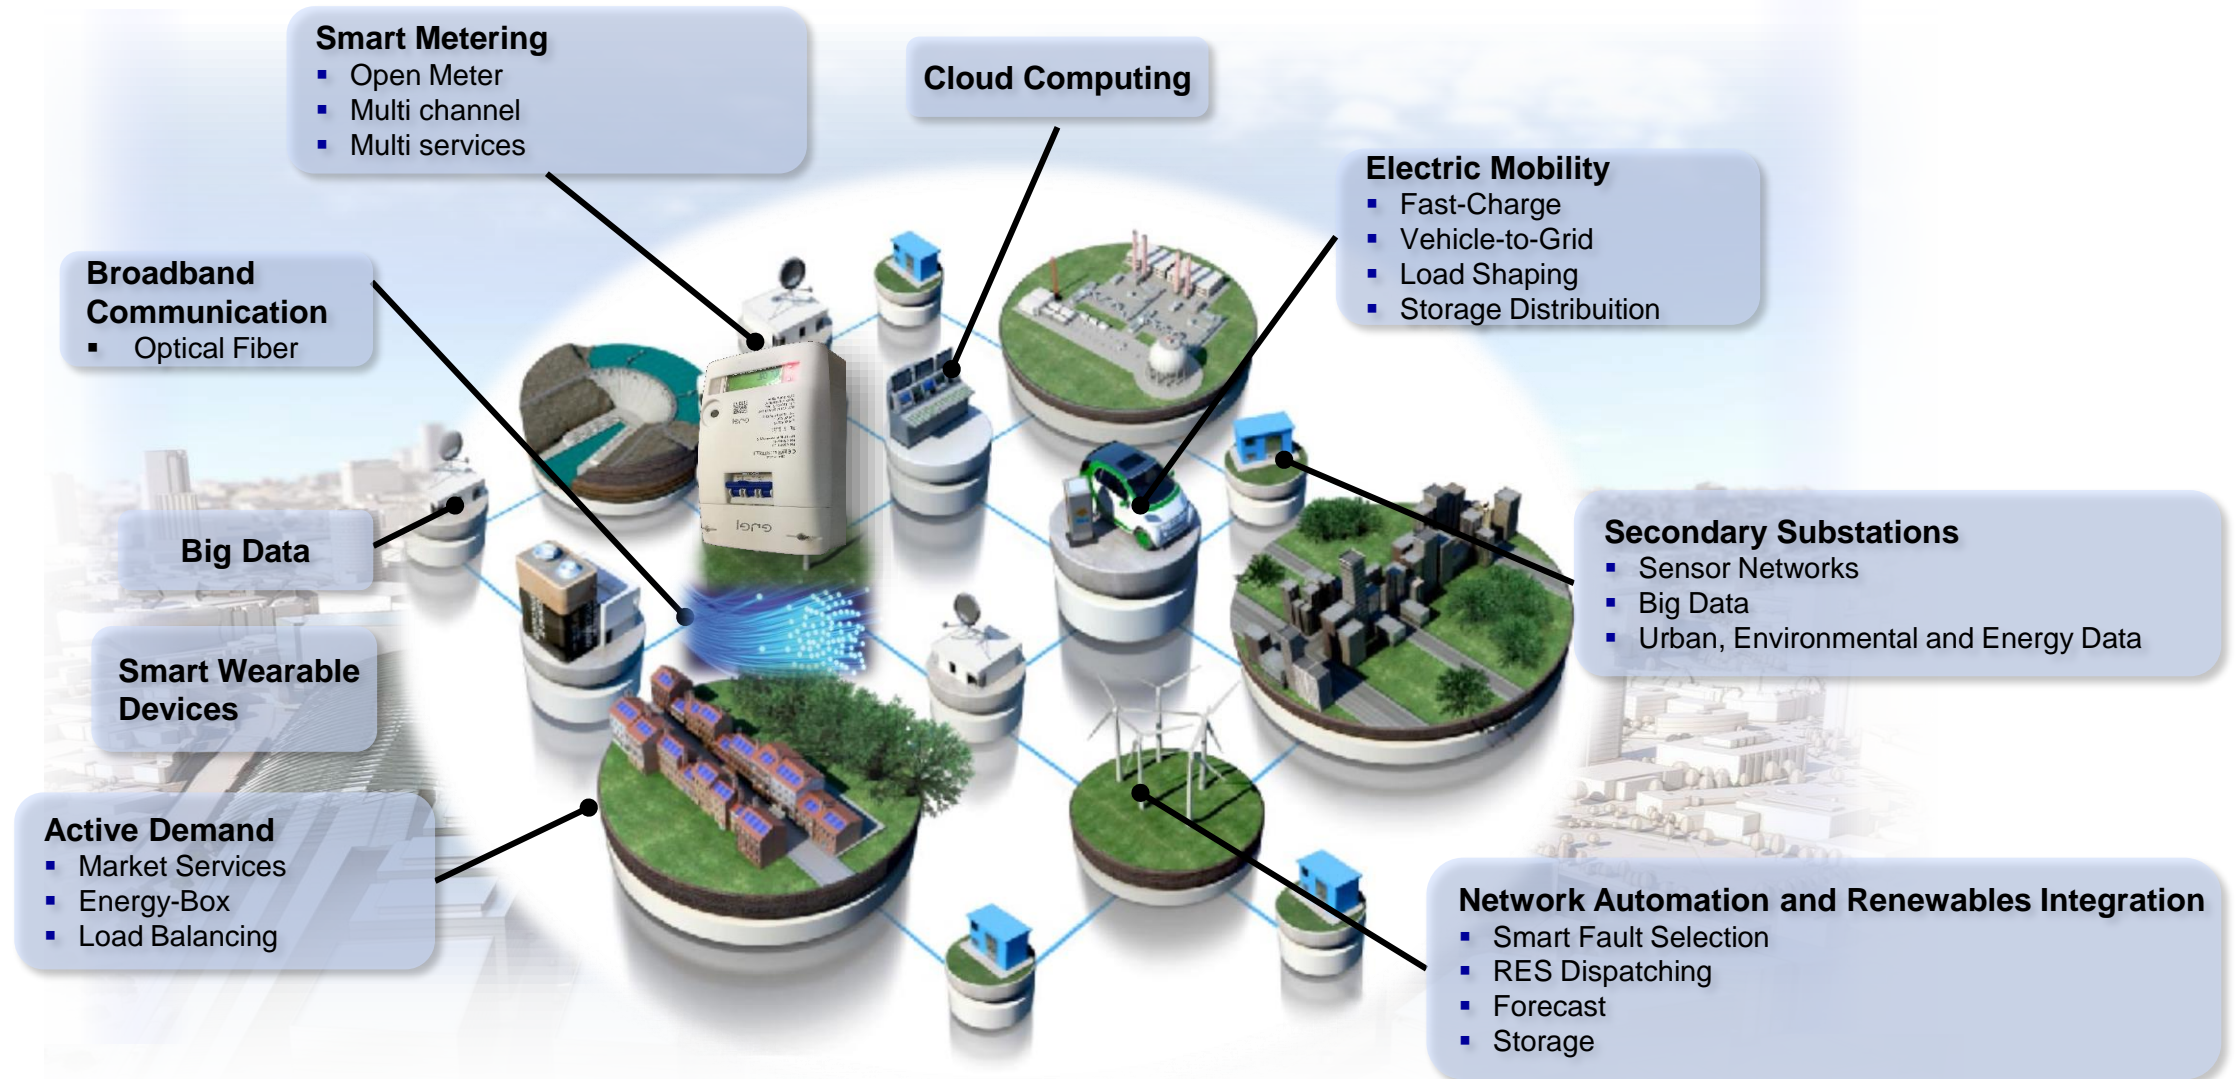 Smart Metering
▪ Open Meter
▪ Multi channel
▪ Multi services
Cloud Computing
Electric Mobility
▪ Fast-Charge
▪ Vehicle-to-Grid
▪ Load Shaping
▪ Storage Distribuition
Broadband
Communication
▪ Optical Fiber
Big Data
Smart Wearable
Devices
Secondary Substations
▪ Sensor Networks
▪ Big Data
▪ Urban, Environmental and Energy Data
Active Demand
▪ Market Services
▪ Energy-Box
▪ Load Balancing
Network Automation and Renewables Integration
▪ Smart Fault Selection
▪ RES Dispatching
▪ Forecast
▪ Storage